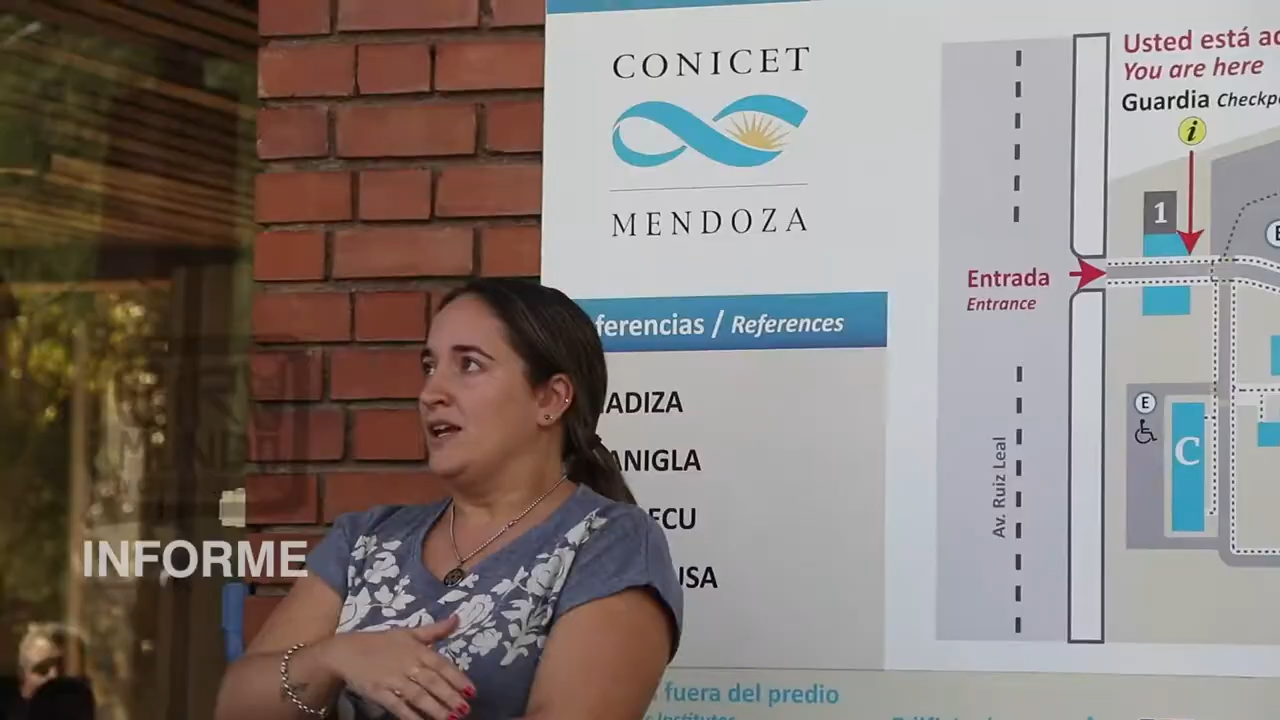 CONICET
MENDOZA
ferencias / References
ADIZA
ANIGLA
ECU
USA
fuera del predio
Usted está
You are here
Guardia
i
1
Entrada
Entrance
E
C
Av. Ruiz Leal
INFORME